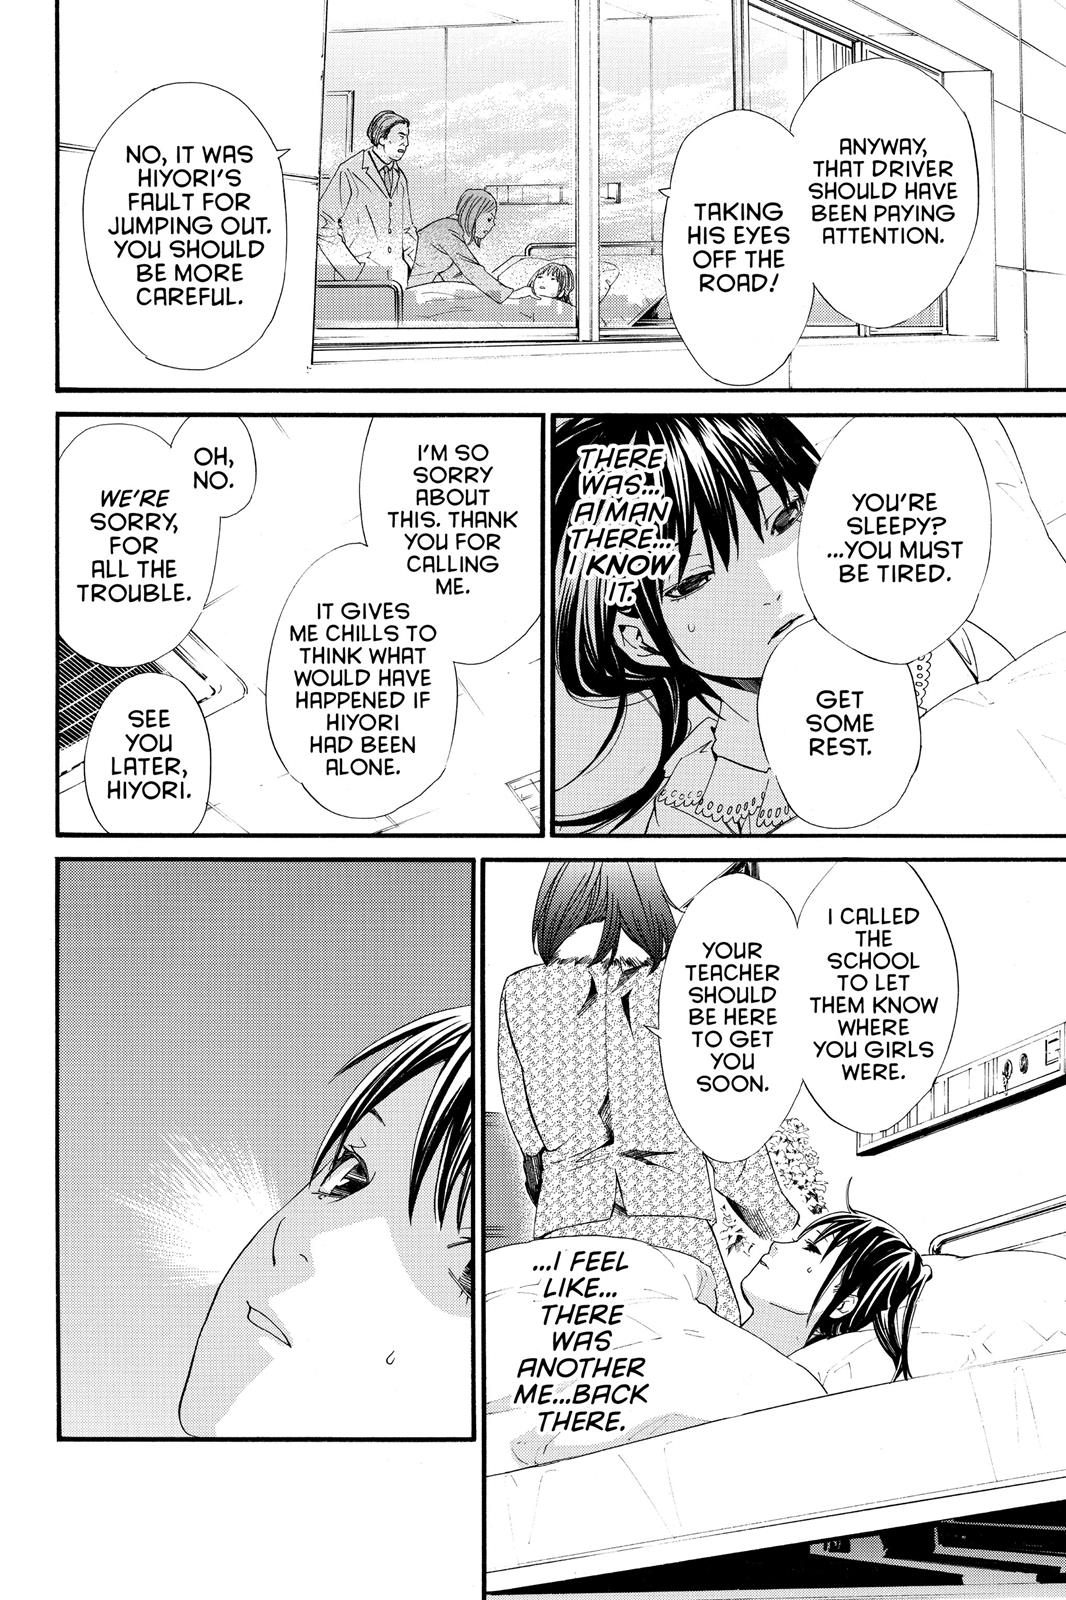 ANYWAY,
THAT DRIVER
SHOULD HAVE
BEEN PAYING
ATTENTION.
TAKING
HIS EYES
OFF THE
ROAD!
NO, IT WAS
HIYORI'S
FAULT FOR
JUMPING OUT.
YOU SHOULD
BE MORE
CAREFUL.
YOU'RE
SLEEPY?
...YOU MUST
BE TIRED.
GET
SOME
REST.
THERE
WAS...
A MAN
THERE...
I KNOW
IT.
I'M SO
SORRY
ABOUT
THIS. THANK
YOU FOR
CALLING
ME.
IT GIVES
ME CHILLS TO
THINK WHAT
WOULD HAVE
HAPPENED IF
HIYORI
HAD BEEN
ALONE.
OH,
NO.
WE'RE
SORRY,
FOR
ALL THE
TROUBLE.
SEE
YOU
LATER,
HIYORI.
I CALLED
THE
SCHOOL
TO LET
THEM KNOW
WHERE
YOU GIRLS
WERE.
YOUR
TEACHER
SHOULD
BE HERE
TO GET
YOU
SOON.
...I FEEL
LIKE...
THERE
WAS
ANOTHER
ME...BACK
THERE.